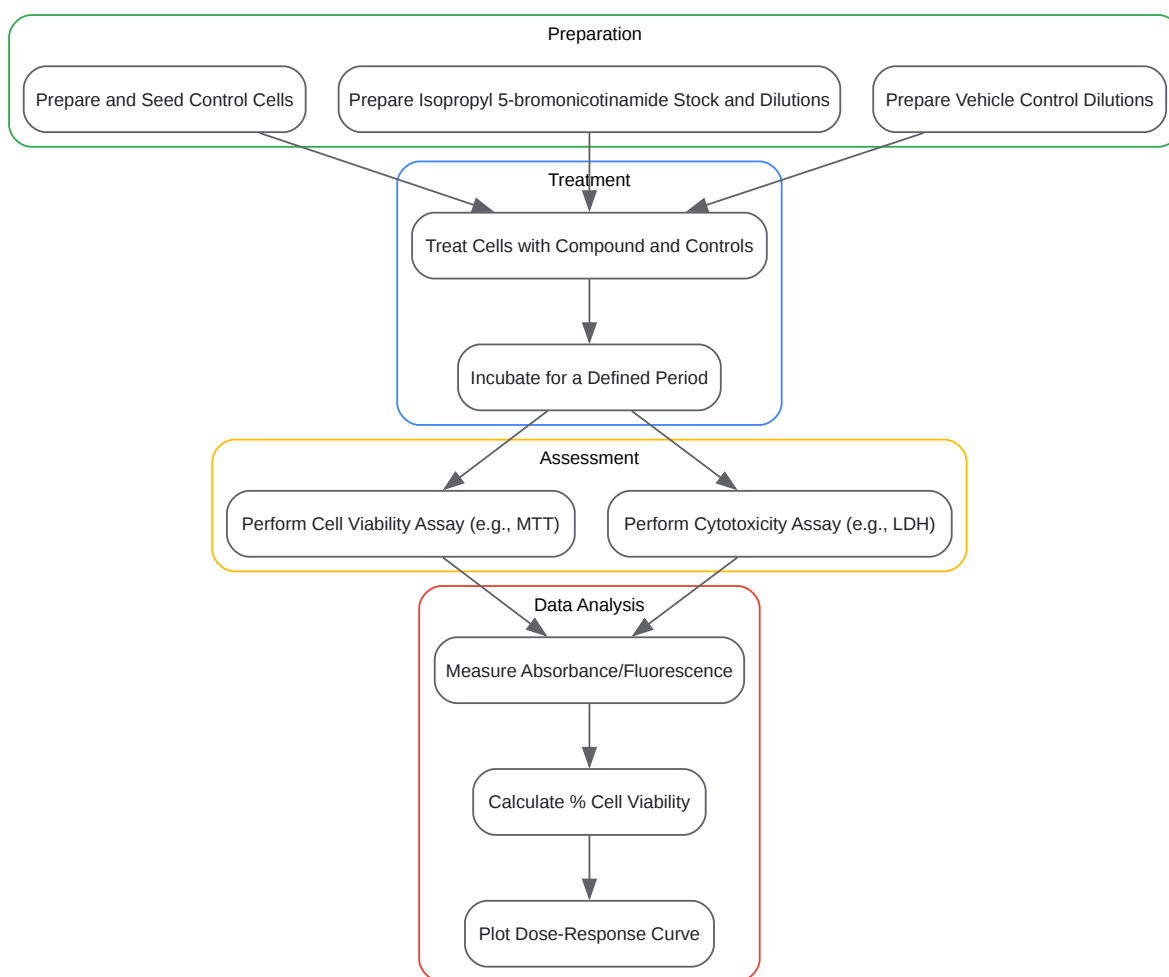 Preparation
Prepare and Seed Control Cells
Prepare Isopropyl 5-bromonicotinamide Stock and Dilutions
Prepare Vehicle Control Dilutions
Treatment
Treat Cells with Compound and Controls
Incubate for a Defined Period
Assessment
Perform Cell Viability Assay (e.g., MTT)
Perform Cytotoxicity Assay (e.g., LDH)
Data Analysis
Measure Absorbance/Fluorescence
Calculate % Cell Viability
Plot Dose-Response Curve